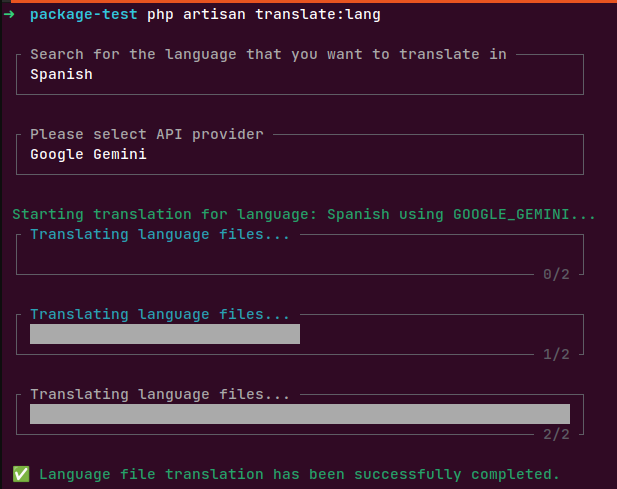 → package-test php artisan translate:lang
Search for the language that you want to translate in
Spanish
Please select API provider
Google Gemini
Starting translation for language: Spanish using GOOGLE_GEMINI...
Translating language files...
0/2
Translating language files...
1/2
Translating language files...
2/2
✅ Language file translation has been successfully completed.